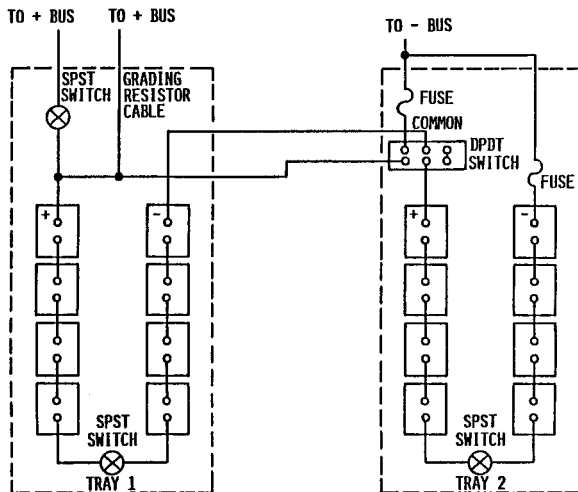 TO + BUS
TO + BUS
TO - BUS
SPST
SWITCH
GRADING
RESISTOR
CABLE
FUSE
COMMON
DPDT
SWITCH
FUSE
+
-
+
-
SPST
SWITCH
TRAY 1
SPST
SWITCH
TRAY 2